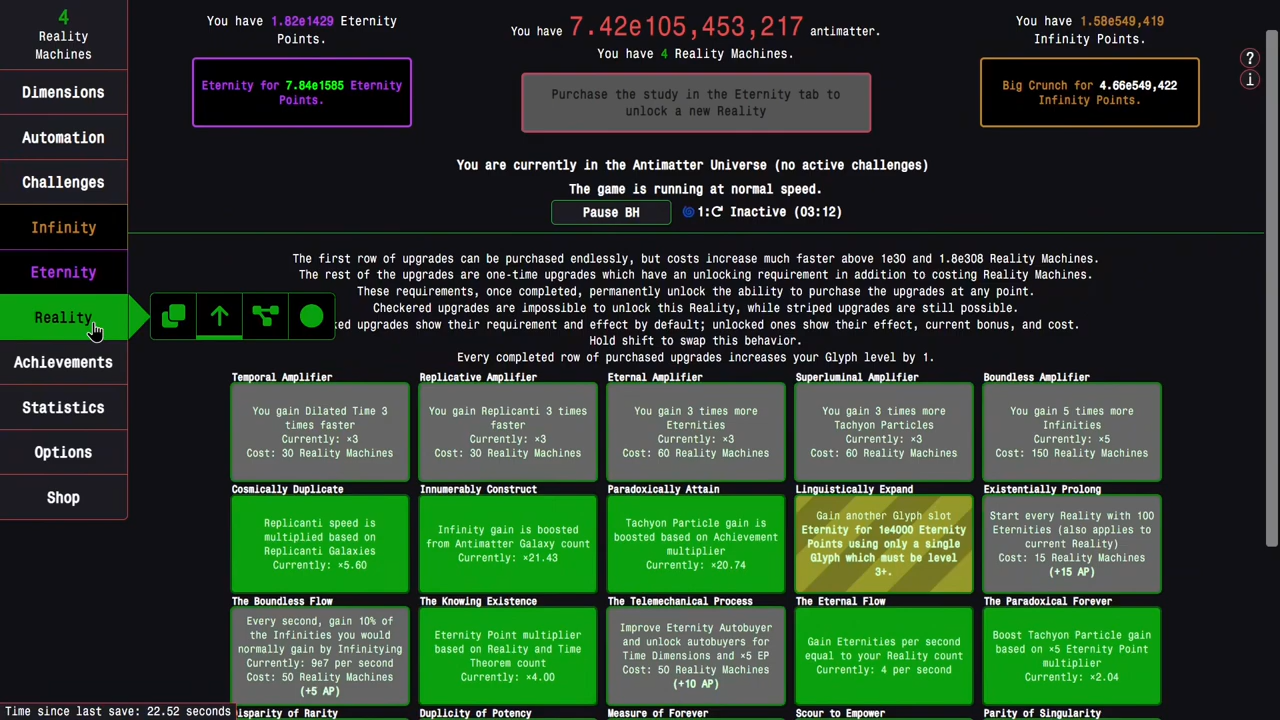 4
Reality
Machines
Dimensions
Automation
Challenges
Infinity
Eternity
Reality
Achievements
Statistics
Options
Shop
You have 1.82e1429 Eternity
Points.
Eternity for 7.84e1585 Eternity
Points.
You have 7.42e105,453,217 antimatter.
You have 4 Reality Machines.
Purchase the study in the Eternity tab to
unlock a new Reality
You have 1.58e549,419
Infinity Points.
Big Crunch for 4.66e549,422
Infinity Points.
?
i
You are currently in the Antimatter Universe (no active challenges)
The game is running at normal speed.
Pause BH
1: Inactive (03:12)
The first row of upgrades can be purchased endlessly, but costs increase much faster above 1e30 and 1.8e308 Reality Machines.
The rest of the upgrades are one-time upgrades which have an unlocking requirement in addition to costing Reality Machines.
These requirements, once completed, permanently unlock the ability to purchase the upgrades at any point.
Checkered upgrades are impossible to unlock this Reality, while striped upgrades are still possible.
ked upgrades show their requirement and effect by default; unlocked ones show their effect, current bonus, and cost.
Hold shift to swap this behavior.
Every completed row of purchased upgrades increases your Glyph level by 1.
Temporal Amplifier
You gain Dilated Time 3
times faster
Currently: ×3
Cost: 30 Reality Machines
Replicative Amplifier
You gain Replicanti 3 times
faster
Currently: ×3
Cost: 30 Reality Machines
Eternal Amplifier
You gain 3 times more
Eternities
Currently: ×3
Cost: 60 Reality Machines
Superluminal Amplifier
You gain 3 times more
Tachyon Particles
Currently: ×3
Cost: 60 Reality Machines
Boundless Amplifier
You gain 5 times more
Infinities
Currently: ×5
Cost: 150 Reality Machines
Cosmically Duplicate
Replicanti speed is
multiplied based on
Replicanti Galaxies
Currently: ×5.60
Innumerably Construct
Infinity gain is boosted
from Antimatter Galaxy count
Currently: ×21.43
Paradoxically Attain
Tachyon Particle gain is
boosted based on Achievement
multiplier
Currently: ×20.74
Linguistically Expand
Gain another Glyph slot
Eternity for 1e4000 Eternity
Points using only a single
Glyph which must be level
3+.
Existentially Prolong
Start every Reality with 100
Eternities (also applies to
current Reality)
Cost: 15 Reality Machines
(+15 AP)
The Boundless Flow
Every second, gain 10% of
the Infinities you would
normally gain by Infinitying
Currently: 9e7 per second
Cost: 50 Reality Machines
(+5 AP)
The Knowing Existence
Eternity Point multiplier
based on Reality and Time
Theorem count
Currently: ×4.00
The Telemechanical Process
Improve Eternity Autobuyer
and unlock autobuyers for
Time Dimensions and ×5 EP
Cost: 50 Reality Machines
(+10 AP)
The Eternal Flow
Gain Eternities per second
equal to your Reality count
Currently: 4 per second
The Paradoxical Forever
Boost Tachyon Particle gain
based on ×5 Eternity Point
multiplier
Currently: ×2.04
isparity of Rarity
Duplicity of Potency
Measure of Forever
Scour to Empower
Parity of Singularity
Time since last save: 22.52 seconds